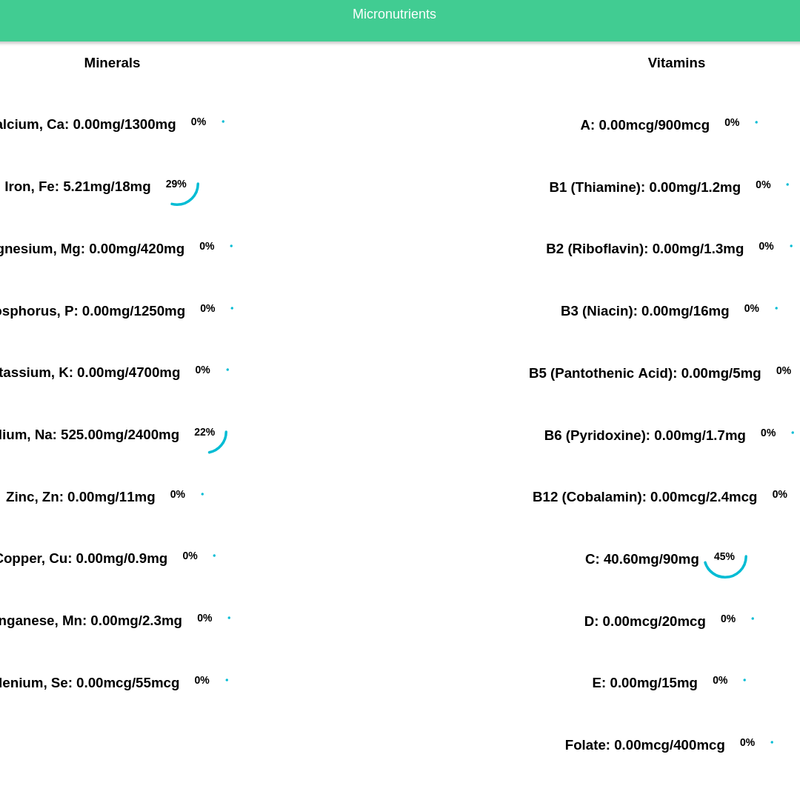 Micronutrients
Minerals
alcium, Ca: 0.00mg/1300mg 0%
Iron, Fe: 5.21mg/18mg 29%
gnesium, Mg: 0.00mg/420mg 0%
osphorus, P: 0.00mg/1250mg 0%
tassium, K: 0.00mg/4700mg 0%
lium, Na: 525.00mg/2400mg 22%
Zinc, Zn: 0.00mg/11mg 0%
Copper, Cu: 0.00mg/0.9mg 0%
nganese, Mn: 0.00mg/2.3mg 0%
lenium, Se: 0.00mcg/55mcg 0%
Vitamins
A: 0.00mcg/900mcg 0%
B1 (Thiamine): 0.00mg/1.2mg 0%
B2 (Riboflavin): 0.00mg/1.3mg 0%
B3 (Niacin): 0.00mg/16mg 0%
B5 (Pantothenic Acid): 0.00mg/5mg 0%
B6 (Pyridoxine): 0.00mg/1.7mg 0%
B12 (Cobalamin): 0.00mcg/2.4mcg 0%
C: 40.60mg/90mg 45%
D: 0.00mcg/20mcg 0%
E: 0.00mg/15mg 0%
Folate: 0.00mcg/400mcg 0%